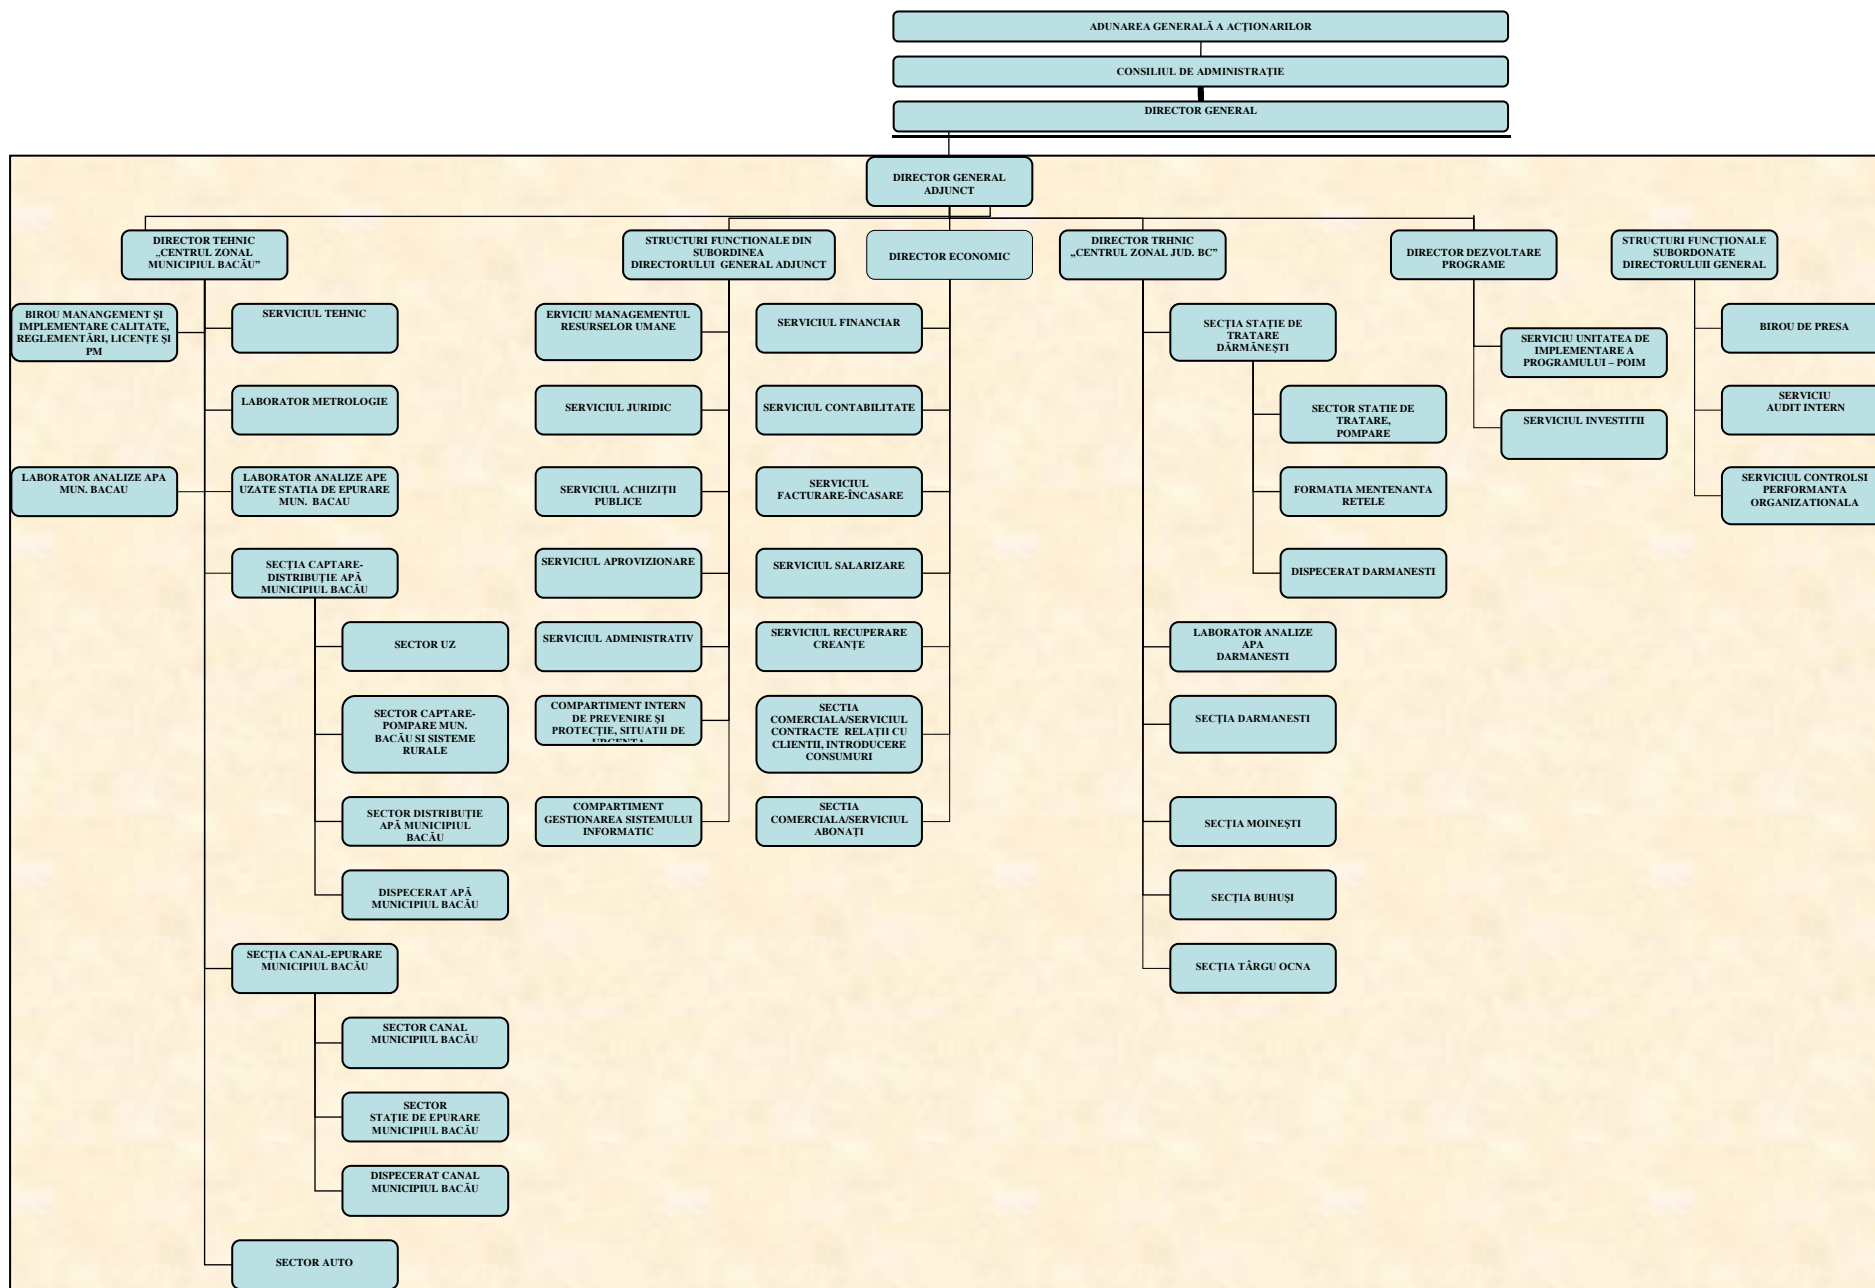 ADUNAREA GENERALĂ A ACȚIONARILOR
CONSILIUL DE ADMINISTRAȚIE
DIRECTOR GENERAL
DIRECTOR GENERAL
ADJUNCT
DIRECTOR TEHNIC
„CENTRUL ZONAL
MUNICIPIUL BACĂU”
STRUCTURI FUNCTIONALE DIN
SUBORDINEA
DIRECTORULUI GENERAL ADJUNCT
DIRECTOR ECONOMIC
DIRECTOR TRHNIC
„CENTRUL ZONAL JUD. BC”
DIRECTOR DEZVOLTARE
PROGRAME
STRUCTURI FUNCȚIONALE
SUBORDONATE
DIRECTORULUII GENERAL
BIROU MANANGEMENT ȘI
IMPLEMENTARE CALITATE,
REGLEMENTĂRI, LICENȚE ȘI
PM
SERVICIUL TEHNIC
LABORATOR METROLOGIE
LABORATOR ANALIZE APA
MUN. BACAU
LABORATOR ANALIZE APE
UZATE STATIA DE EPURARE
MUN. BACAU
SECȚIA CAPTARE-
DISTRIBUȚIE APĂ
MUNICIPIUL BACĂU
SECTOR UZ
SECTOR CAPTARE-
POMPARE MUN.
BACĂU SI SISTEME
RURALE
SECTOR DISTRIBUȚIE
APĂ MUNICIPIUL
BACĂU
DISPECERAT APĂ
MUNICIPIUL BACĂU
SECȚIA CANAL-EPURARE
MUNICIPIUL BACĂU
SECTOR CANAL
MUNICIPIUL BACĂU
SECTOR
STAȚIE DE EPURARE
MUNICIPIUL BACĂU
DISPECERAT CANAL
MUNICIPIUL BACĂU
SECTOR AUTO
ERVICIU MANAGEMENTUL
RESURSELOR UMANE
SERVICIUL JURIDIC
SERVICIUL ACHIZIȚII
PUBLICE
SERVICIUL APROVIZIONARE
SERVICIUL ADMINISTRATIV
COMPARTIMENT INTERN
DE PREVENIRE ȘI
PROTECȚIE, SITUATII DE
URGENTA
COMPARTIMENT
GESTIONAREA SISTEMULUI
INFORMATIC
SERVICIUL FINANCIAR
SERVICIUL CONTABILITATE
SERVICIUL
FACTURARE-ÎNCASARE
SERVICIUL SALARIZARE
SERVICIUL RECUPERARE
CREANȚE
SECTIA
COMERCIALA/SERVICIUL
CONTRACTE RELAȚII CU
CLIENTII, INTRODUCERE
CONSUMURI
SECTIA
COMERCIALA/SERVICIUL
ABONAȚI
SECȚIA STAȚIE DE
TRATARE
DĂRMĂNEȘTI
SECTOR STATIE DE
TRATARE,
POMPARE
FORMATIA MENTENANTA
RETELE
DISPECERAT DARMANESTI
LABORATOR ANALIZE
APA
DARMANESTI
SECȚIA DARMANESTI
SECȚIA MOINEȘTI
SECȚIA BUHUȘI
SECȚIA TÂRGU OCNA
SERVICIU UNITATEA DE
IMPLEMENTARE A
PROGRAMULUI – POIM
SERVICIUL INVESTITII
BIROU DE PRESA
SERVICIU
AUDIT INTERN
SERVICIUL CONTROLSI
PERFORMANTA
ORGANIZATIONALA